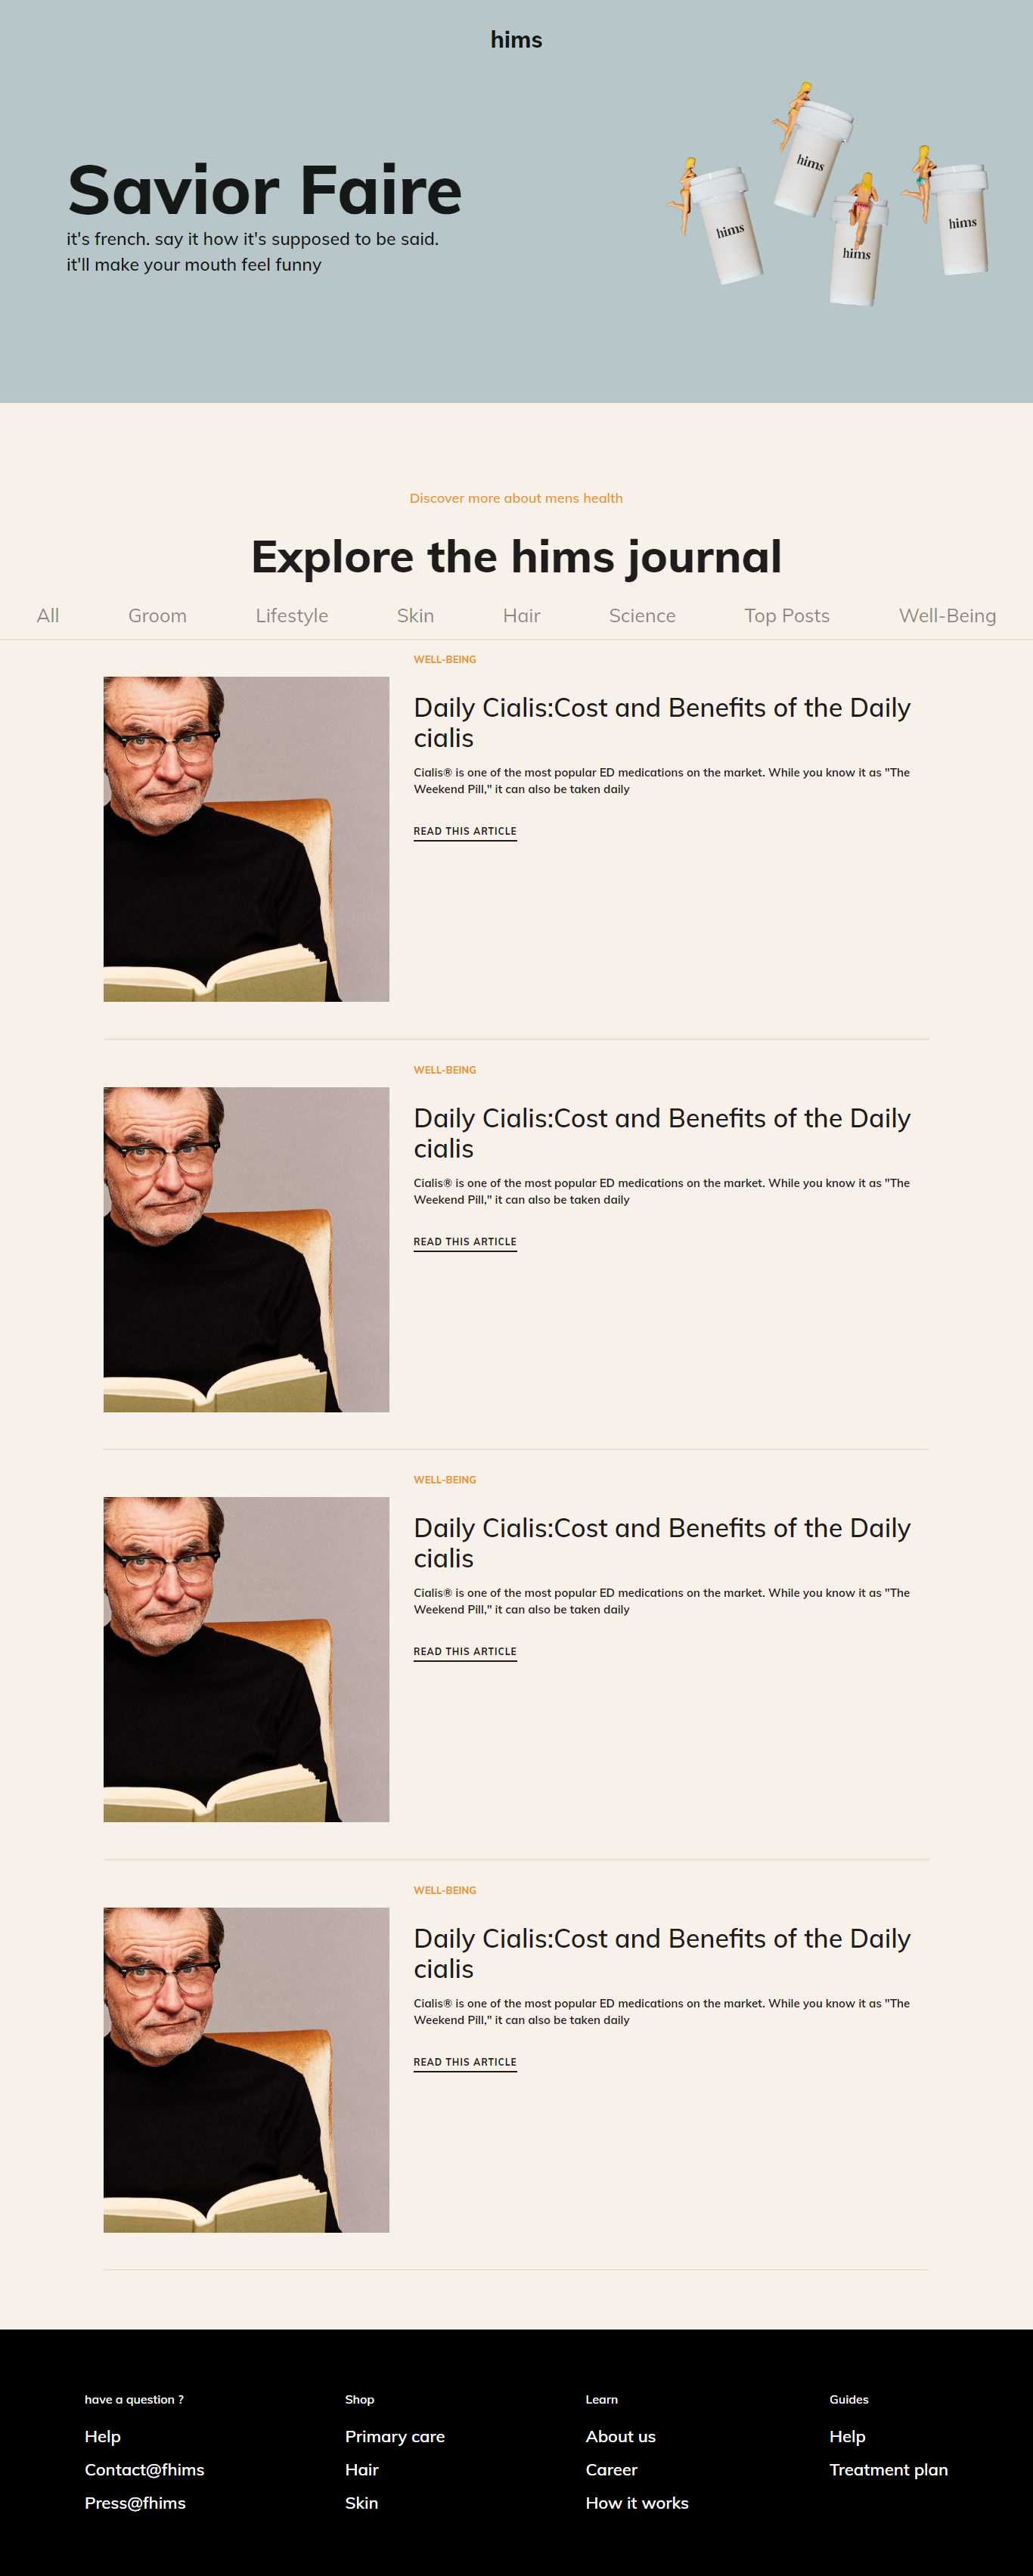 hims
hims
hims
hims
hims
Savior Faire
it's french. say it how it's supposed to be said.
it'll make your mouth feel funny
Discover more about mens health
Explore the hims journal
All Groom Lifestyle Skin Hair Science Top Posts Well-Being
WELL-BEING
Daily Cialis:Cost and Benefits of the Daily
cialis
Cialis® is one of the most popular ED medications on the market. While you know it as "The
Weekend Pill," it can also be taken daily
READ THIS ARTICLE
WELL-BEING
Daily Cialis:Cost and Benefits of the Daily
cialis
Cialis® is one of the most popular ED medications on the market. While you know it as "The
Weekend Pill," it can also be taken daily
READ THIS ARTICLE
WELL-BEING
Daily Cialis:Cost and Benefits of the Daily
cialis
Cialis® is one of the most popular ED medications on the market. While you know it as "The
Weekend Pill," it can also be taken daily
READ THIS ARTICLE
WELL-BEING
Daily Cialis:Cost and Benefits of the Daily
cialis
Cialis® is one of the most popular ED medications on the market. While you know it as "The
Weekend Pill," it can also be taken daily
READ THIS ARTICLE
have a question ?
Help
Contact@fhims
Press@fhims
Shop
Primary care
Hair
Skin
Learn
About us
Career
How it works
Guides
Help
Treatment plan